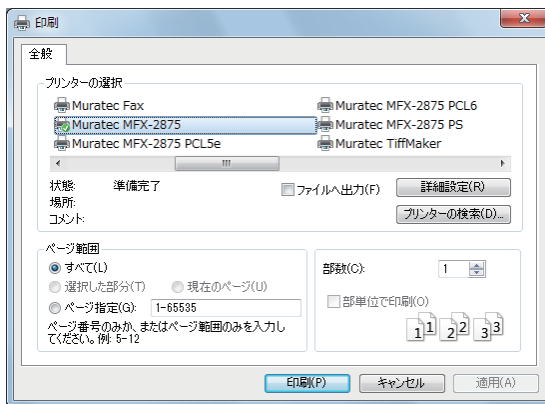 印刷
全般
プリンターの選択
Muratec Fax
Muratec MFX-2875 PCL6
Muratec MFX-2875
Muratec MFX-2875 PS
Muratec MFX-2875 PCL5e
Muratec TiffMaker
状態: 準備完了
ファイルへ出力(F)
詳細設定(R)
場所:
コメント:
プリンターの検索(D)...
ページ範囲
すべて(L)
選択した部分(T)
現在のページ(U)
ページ指定(G): 1-65535
ページ番号のみか、またはページ範囲のみを入力し
てください。例: 5-12
部数(C): 1
部単位で印刷(O)
1 1 2 2 3 3
印刷(P)
キャンセル
適用(A)